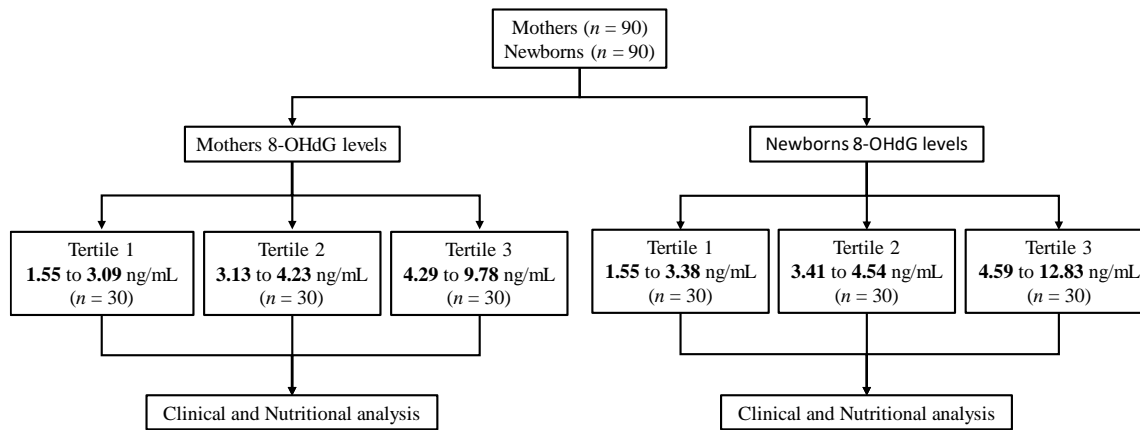 Mothers (n = 90)
Newborns (n = 90)
Mothers 8-OHdG levels
Newborns 8-OHdG levels
Tertile 1
1.55 to 3.09 ng/mL
(n = 30)
Tertile 2
3.13 to 4.23 ng/mL
(n = 30)
Tertile 3
4.29 to 9.78 ng/mL
(n = 30)
Tertile 1
1.55 to 3.38 ng/mL
(n = 30)
Tertile 2
3.41 to 4.54 ng/mL
(n = 30)
Tertile 3
4.59 to 12.83 ng/mL
(n = 30)
Clinical and Nutritional analysis
Clinical and Nutritional analysis